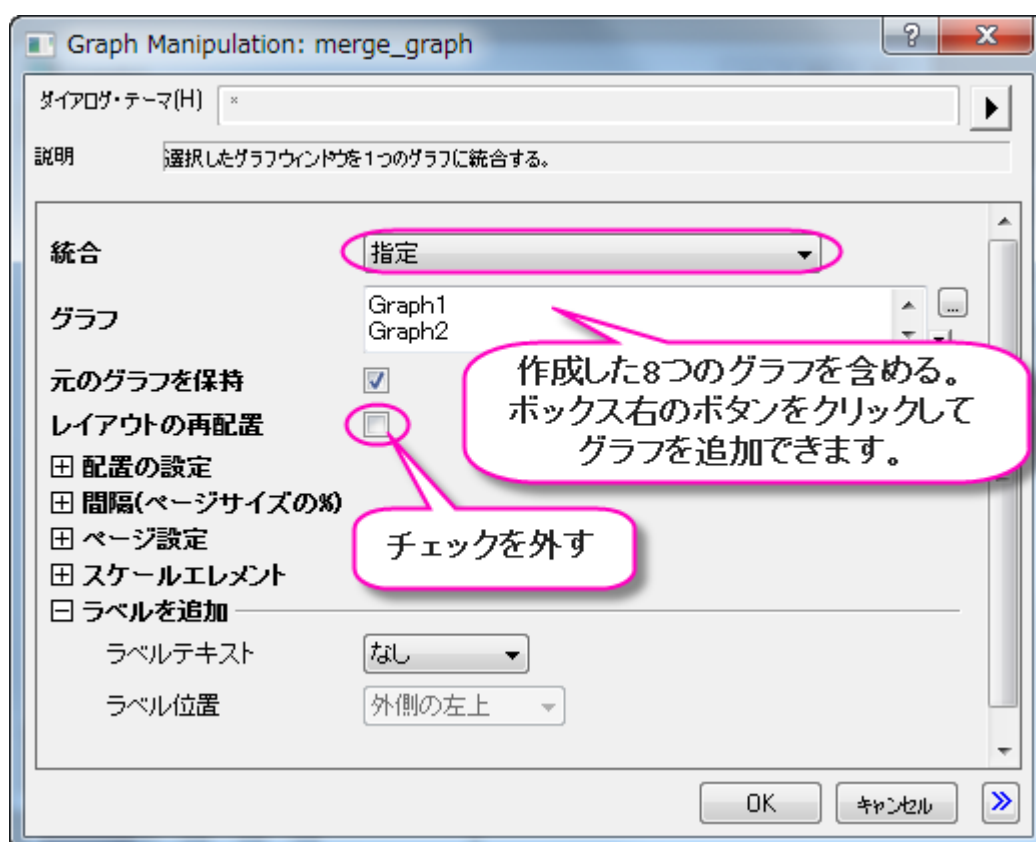 Graph Manipulation: merge_graph
ダイアログ・テーマ(H) *
説明 選択したグラフウィンドウを1つのグラフに統合する。
統合 指定
グラフ Graph1
Graph2
作成した8つのグラフを含める。
ボックス右のボタンをクリックして
グラフを追加できます。
元のグラフを保持
レイアウトの再配置
配置の設定
間隔(ページサイズの%)
チェックを外す
ページ設定
スケールエレメント
ラベルを追加
ラベルテキスト なし
ラベル位置 外側の左上
OK キャンセル